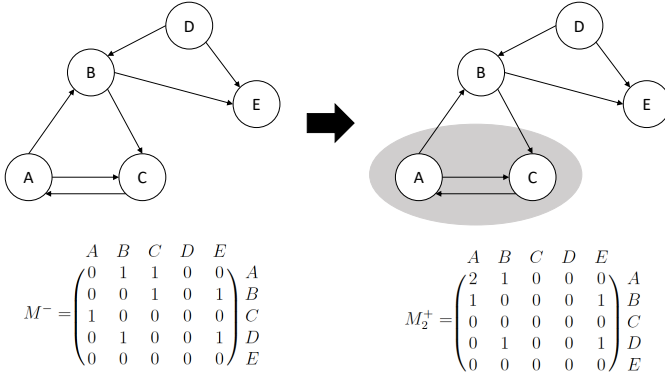 D D
B B
E E
A C A C
A B C D E
0 1 1 0 0 A
0 0 1 0 1 B
M⁻ = 1 0 0 0 0 C
0 1 0 0 1 D
0 0 0 0 0 E
A B C D E
2 1 0 0 0 A
1 0 0 0 1 B
M₂⁺ = 0 0 0 0 0 C
0 1 0 0 1 D
0 0 0 0 0 E